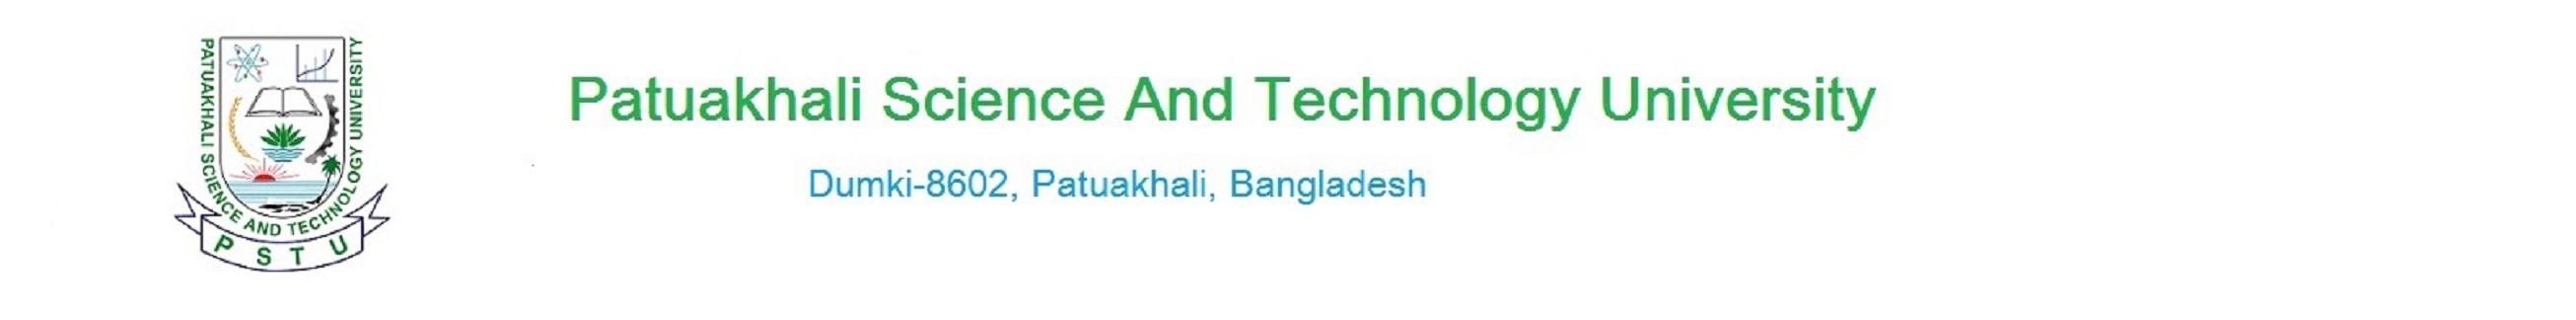 PATUAKHALI SCIENCE AND TECHNOLOGY UNIVERSITY
P S T U
Patuakhali Science And Technology University
Dumki-8602, Patuakhali, Bangladesh